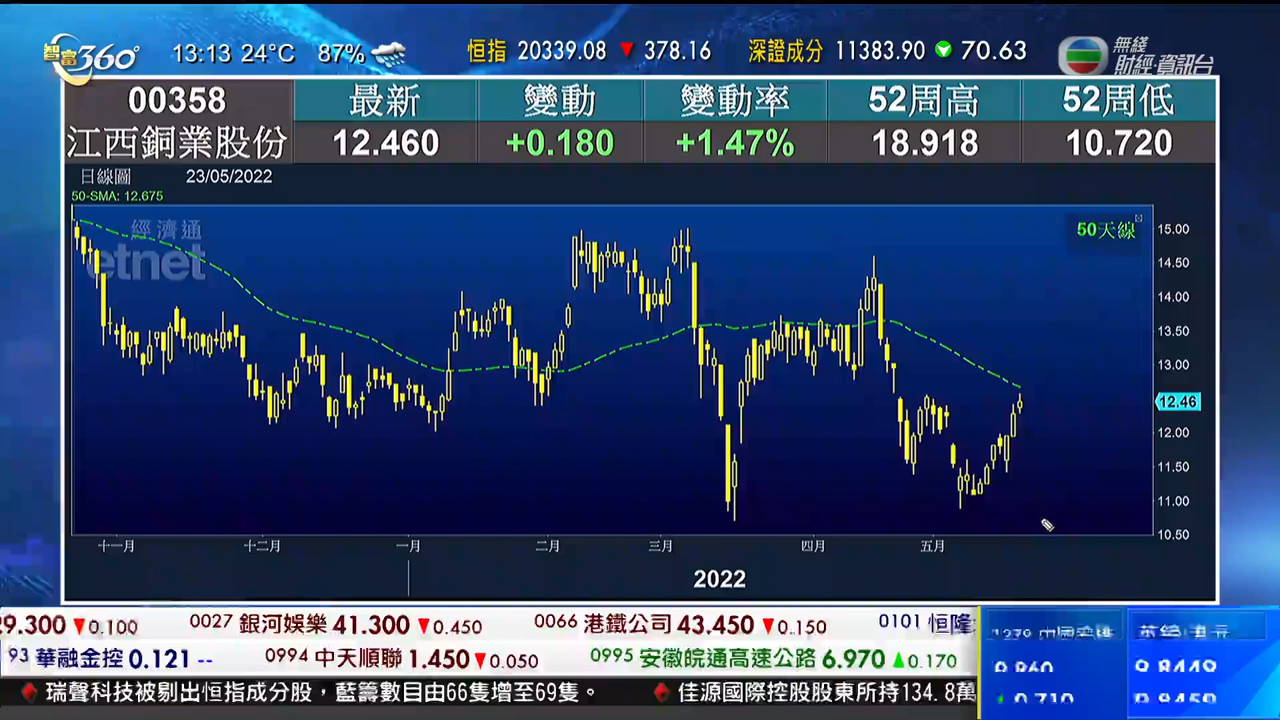 智富360°
13:13 24°C 87%
恒指 20339.08 ▼ 378.16 深證成分 11383.90 70.63
無綫
財經·資訊台
00358 最新 變動 變動率 52周高 52周低
江西銅業股份 12.460 +0.180 +1.47% 18.918 10.720
日線圖 23/05/2022
50-SMA: 12.675
經濟通
etnet
50天線
15.00
14.50
14.00
13.50
13.00
12.46
12.00
11.50
11.00
10.50
十一月 十二月 一月 二月 三月 四月 五月
2022
29.300 ▼0.100 0027 銀河娛樂 41.300 ▼0.450 0066 港鐵公司 43.450 ▼0.150 0101 恒隆
93 華融金控 0.121 -- 0994 中天順聯 1.450 ▼0.050 0995 安徽皖通高速公路 6.970 ▲0.170
瑞聲科技被剔出恒指成分股，藍籌數目由66隻增至69隻。 佳源國際控股股東所持134.8萬